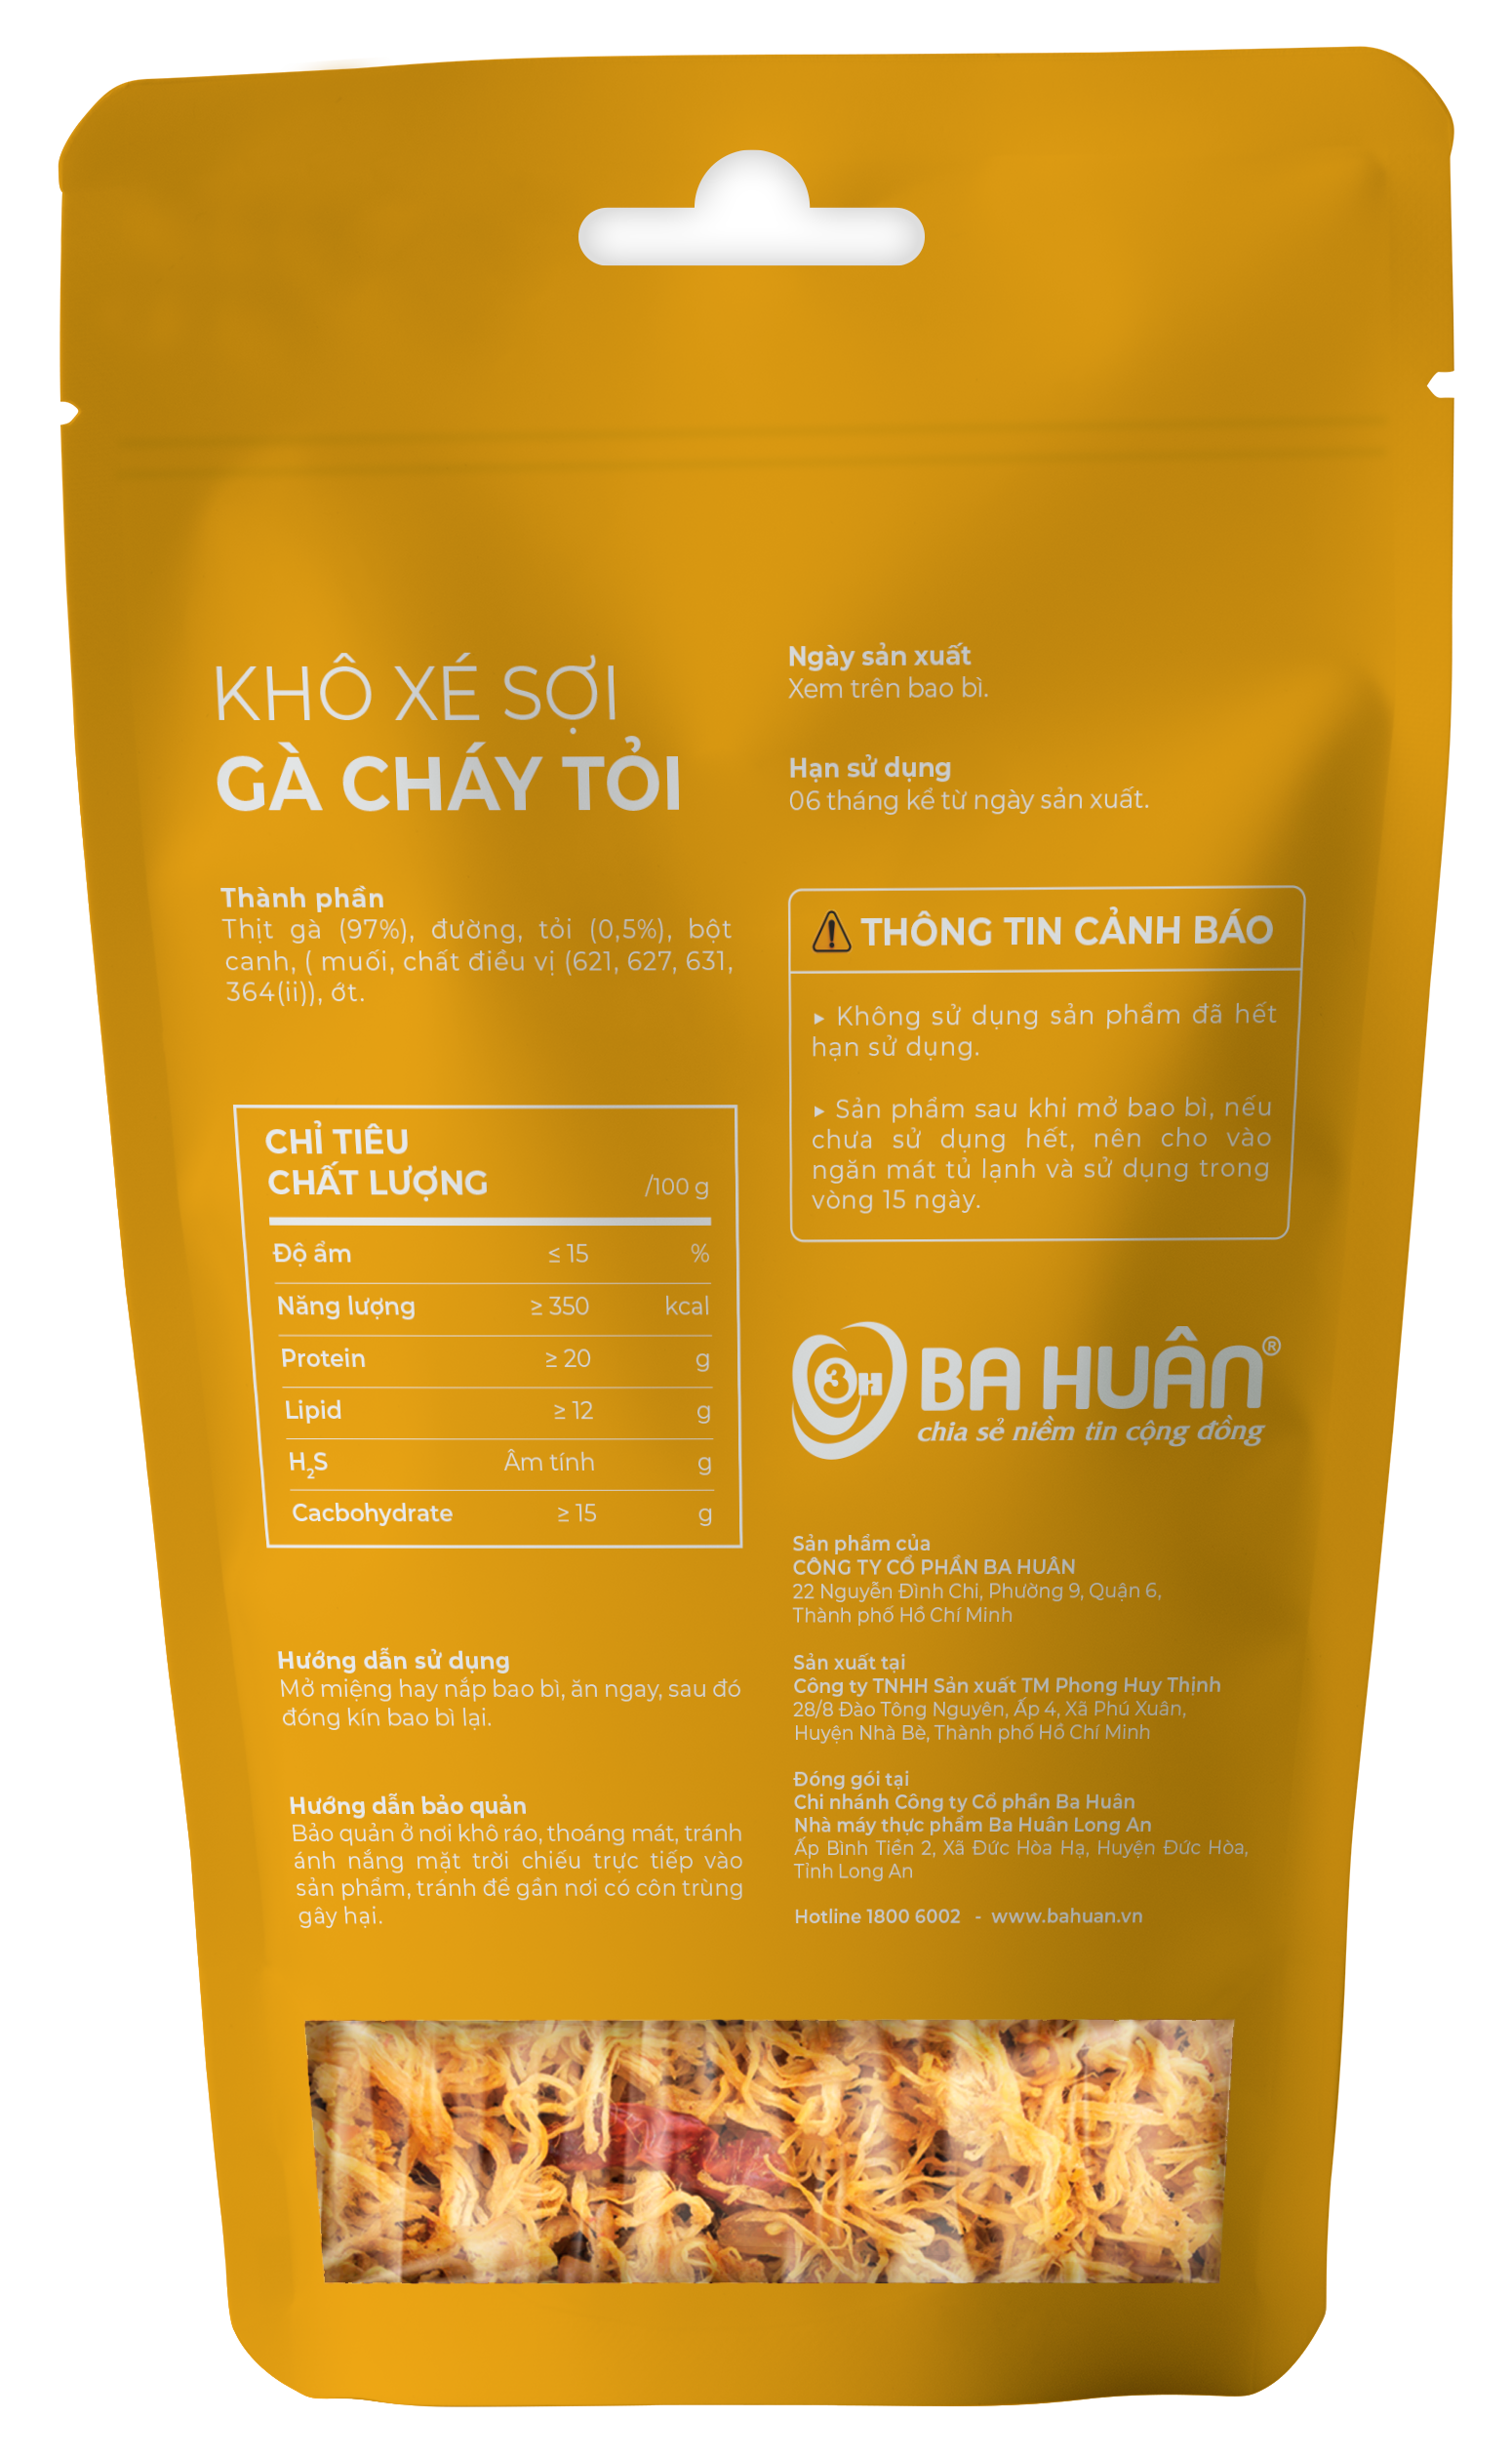 KHÔ XÉ SỢI
GÀ CHÁY TỎI
Thành phần
Thịt gà (97%), đường, tỏi (0,5%), bột
canh, ( muối, chất điều vị (621, 627, 631,
364(ii)), ớt.
CHỈ TIÊU
CHẤT LƯỢNG /100 g
Độ ẩm ≤ 15 %
Năng lượng ≥ 350 kcal
Protein ≥ 20 g
Lipid ≥ 12 g
H₂S Âm tính g
Cacbohydrate ≥ 15 g
Hướng dẫn sử dụng
Mở miệng hay nắp bao bì, ăn ngay, sau đó
đóng kín bao bì lại.
Hướng dẫn bảo quản
Bảo quản ở nơi khô ráo, thoáng mát, tránh
ánh nắng mặt trời chiếu trực tiếp vào
sản phẩm, tránh để gần nơi có côn trùng
gây hại.
Ngày sản xuất
Xem trên bao bì.
Hạn sử dụng
06 tháng kể từ ngày sản xuất.
THÔNG TIN CẢNH BÁO
▸ Không sử dụng sản phẩm đã hết
hạn sử dụng.
▸ Sản phẩm sau khi mở bao bì, nếu
chưa sử dụng hết, nên cho vào
ngăn mát tủ lạnh và sử dụng trong
vòng 15 ngày.
3H BA HUÂN®
chia sẻ niềm tin cộng đồng
Sản phẩm của
CÔNG TY CỔ PHẦN BA HUÂN
22 Nguyễn Đình Chi, Phường 9, Quận 6,
Thành phố Hồ Chí Minh
Sản xuất tại
Công ty TNHH Sản xuất TM Phong Huy Thịnh
28/8 Đào Tông Nguyên, Ấp 4, Xã Phú Xuân,
Huyện Nhà Bè, Thành phố Hồ Chí Minh
Đóng gói tại
Chi nhánh Công ty Cổ phần Ba Huân
Nhà máy thực phẩm Ba Huân Long An
Ấp Bình Tiền 2, Xã Đức Hòa Hạ, Huyện Đức Hòa,
Tỉnh Long An
Hotline 1800 6002 - www.bahuan.vn